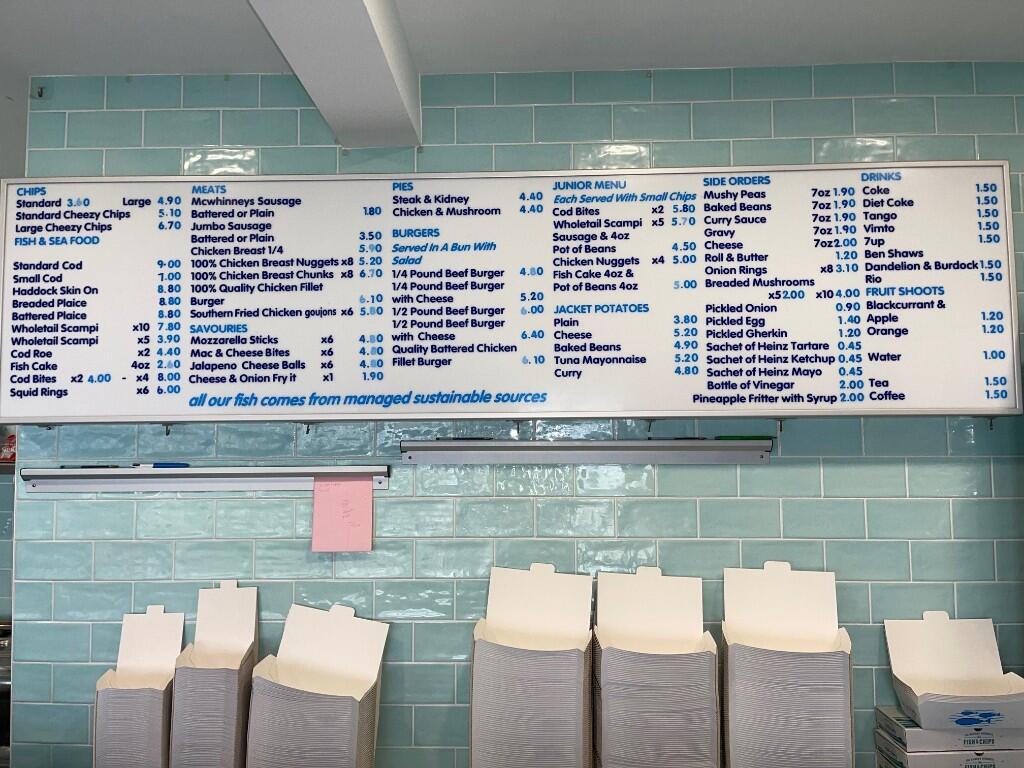 CHIPS
Standard 3.60 Large 4.90
Standard Cheezy Chips 5.10
Large Cheezy Chips 6.70
FISH & SEA FOOD
Standard Cod 9.00
Small Cod 7.00
Haddock Skin On 8.80
Breaded Plaice 8.80
Battered Plaice 8.80
Wholetail Scampi x10 7.80
Wholetail Scampi x5 3.90
Cod Roe x2 4.40
Fish Cake 4oz 2.60
Cod Bites x2 4.00 - x4 8.00
Squid Rings x6 6.00
MEATS
Mcwhinneys Sausage
Battered or Plain 1.80
Jumbo Sausage
Battered or Plain 3.50
Chicken Breast 1/4 5.90
100% Chicken Breast Nuggets x8 5.20
100% Chicken Breast Chunks x8 6.70
100% Quality Chicken Fillet
Burger 6.10
Southern Fried Chicken goujons x6 5.80
SAVOURIES
Mozzarella Sticks x6 4.80
Mac & Cheese Bites x6 4.80
Jalapeno Cheese Balls x6 4.80
Cheese & Onion Fry it x1 1.90
all our fish comes from managed sustainable sources
PIES
Steak & Kidney 4.40
Chicken & Mushroom 4.40
BURGERS
Served In A Bun With
Salad
1/4 Pound Beef Burger 4.80
1/4 Pound Beef Burger
with Cheese 5.20
1/2 Pound Beef Burger 6.00
1/2 Pound Beef Burger
with Cheese 6.40
Quality Battered Chicken
Fillet Burger 6.10
JUNIOR MENU
Each Served With Small Chips
Cod Bites x2 5.80
Wholetail Scampi x5 5.70
Sausage & 4oz
Pot of Beans 4.50
Chicken Nuggets x4 5.00
Fish Cake 4oz &
Pot of Beans 4oz 5.00
JACKET POTATOES
Plain 3.80
Cheese 5.20
Baked Beans 4.90
Tuna Mayonnaise 5.20
Curry 4.80
SIDE ORDERS
Mushy Peas 7oz 1.90
Baked Beans 7oz 1.90
Curry Sauce 7oz 1.90
Gravy 7oz 1.90
Cheese 7oz 2.00
Roll & Butter 1.20
Onion Rings x8 3.10
Breaded Mushrooms
x5 2.00 x10 4.00
Pickled Onion 0.90
Pickled Egg 1.40
Pickled Gherkin 1.20
Sachet of Heinz Tartare 0.45
Sachet of Heinz Ketchup 0.45
Sachet of Heinz Mayo 0.45
Bottle of Vinegar 2.00
Pineapple Fritter with Syrup 2.00
DRINKS
Coke 1.50
Diet Coke 1.50
Tango 1.50
Vimto 1.50
7up 1.50
Ben Shaws
Dandelion & Burdock 1.50
Rio 1.50
FRUIT SHOOTS
Blackcurrant &
Apple 1.20
Orange 1.20
Water 1.00
Tea 1.50
Coffee 1.50
FISH & CHIPS
FISH & CHIPS